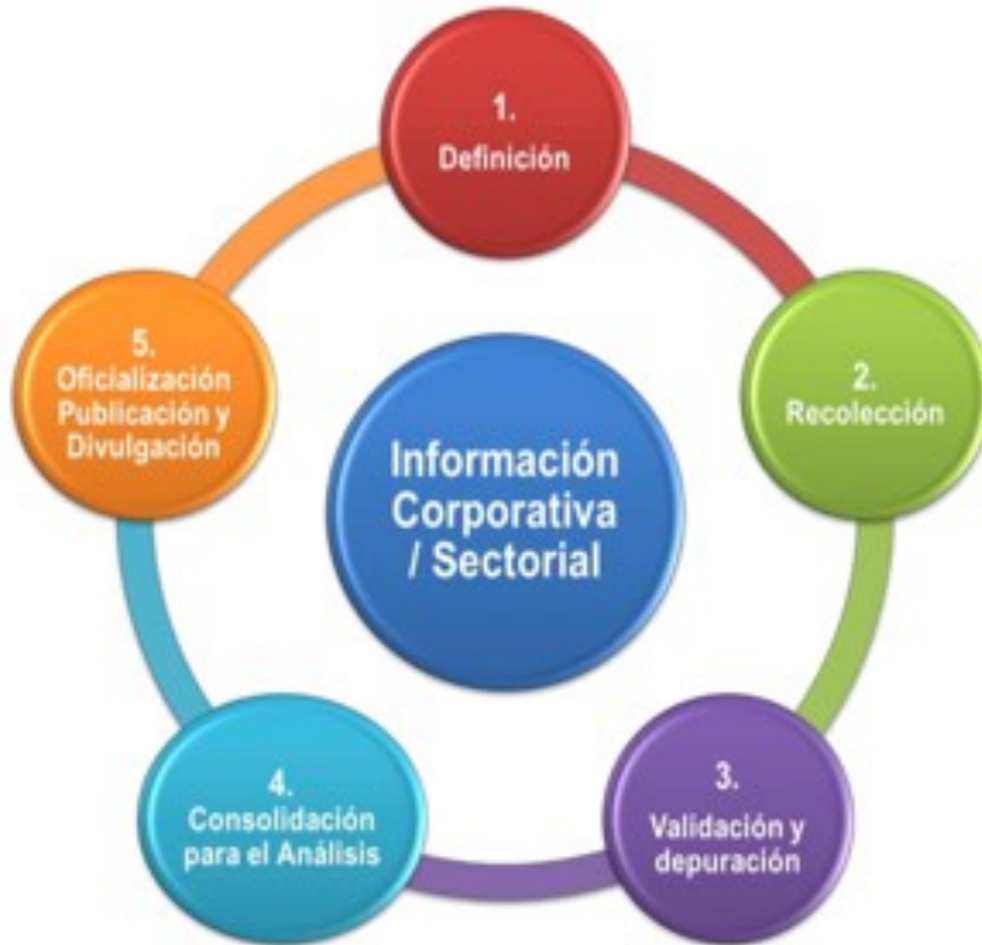 1.
Definición
2.
Recolección
3.
Validación y
depuración
4.
Consolidación
para el Análisis
5.
Oficialización
Publicación y
Divulgación
Información
Corporativa
/ Sectorial